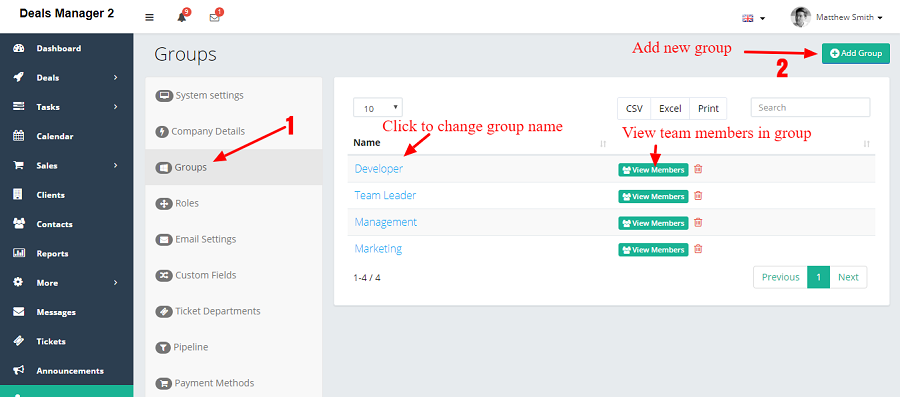 Deals Manager 2
9
1
Matthew Smith
Dashboard
Deals
Tasks
Calendar
Sales
Clients
Contacts
Reports
More
Messages
Tickets
Announcements
Groups
Add new group
2
Add Group
System settings
Company Details
1
Groups
Roles
Email Settings
Custom Fields
Ticket Departments
Pipeline
Payment Methods
10
CSV Excel Print
Search
Click to change group name
View team members in group
Name
Developer
View Members
Team Leader
View Members
Management
View Members
Marketing
View Members
1-4 / 4
Previous 1 Next